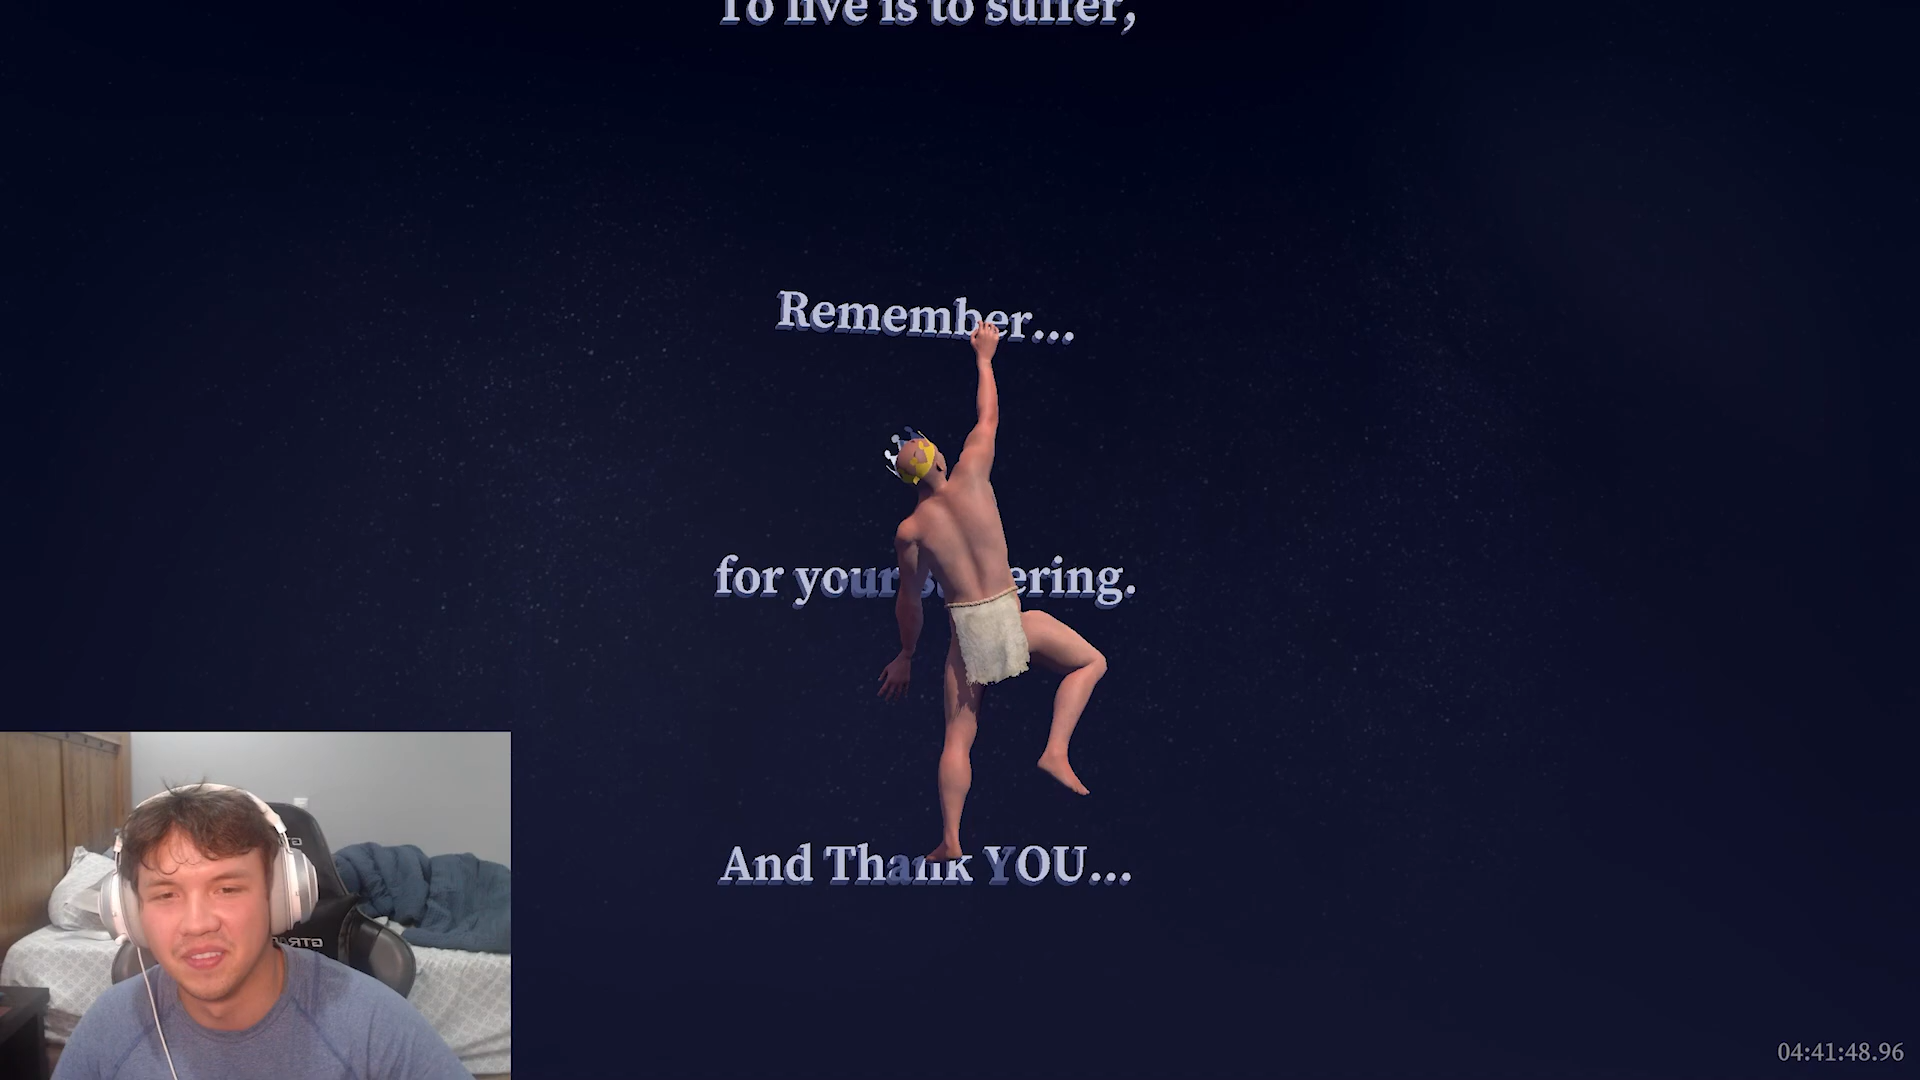 To live is to suffer,
Remember...
for your ering.
And Thank YOU...
04:41:48.96